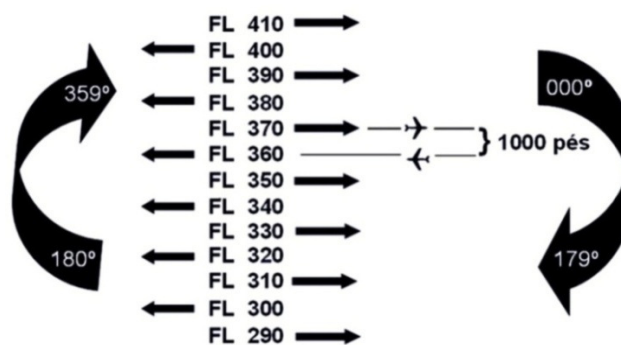 FL 410
FL 400
FL 390
359º
000º
FL 380
FL 370
1000 pés
FL 360
FL 350
FL 340
FL 330
180º
FL 320
179º
FL 310
FL 300
FL 290